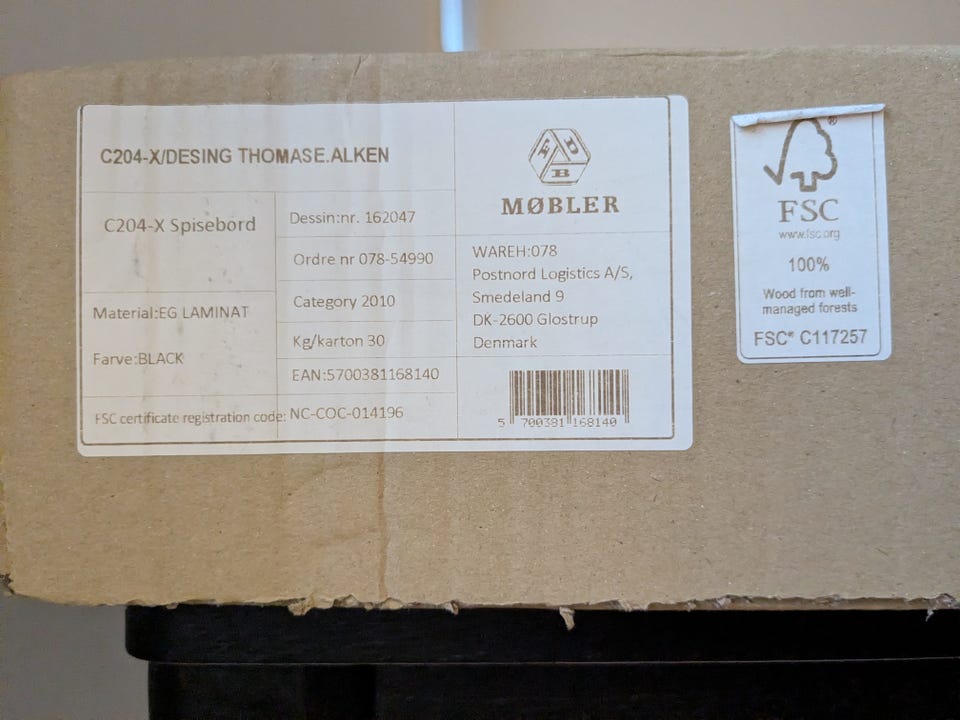 C204-X/DESING THOMASE.ALKEN
C204-X Spisebord
Material:EG LAMINAT
Farve:BLACK
FSC certificate registration code: NC-COC-014196
Dessin:nr. 162047
Ordre nr 078-54990
Category 2010
Kg/karton 30
EAN:5700381168140
FDB
MØBLER
WAREH:078
Postnord Logistics A/S,
Smedeland 9
DK-2600 Glostrup
Denmark
5 700381 168140
®
FSC
www.fsc.org
100%
Wood from well-
managed forests
FSC® C117257